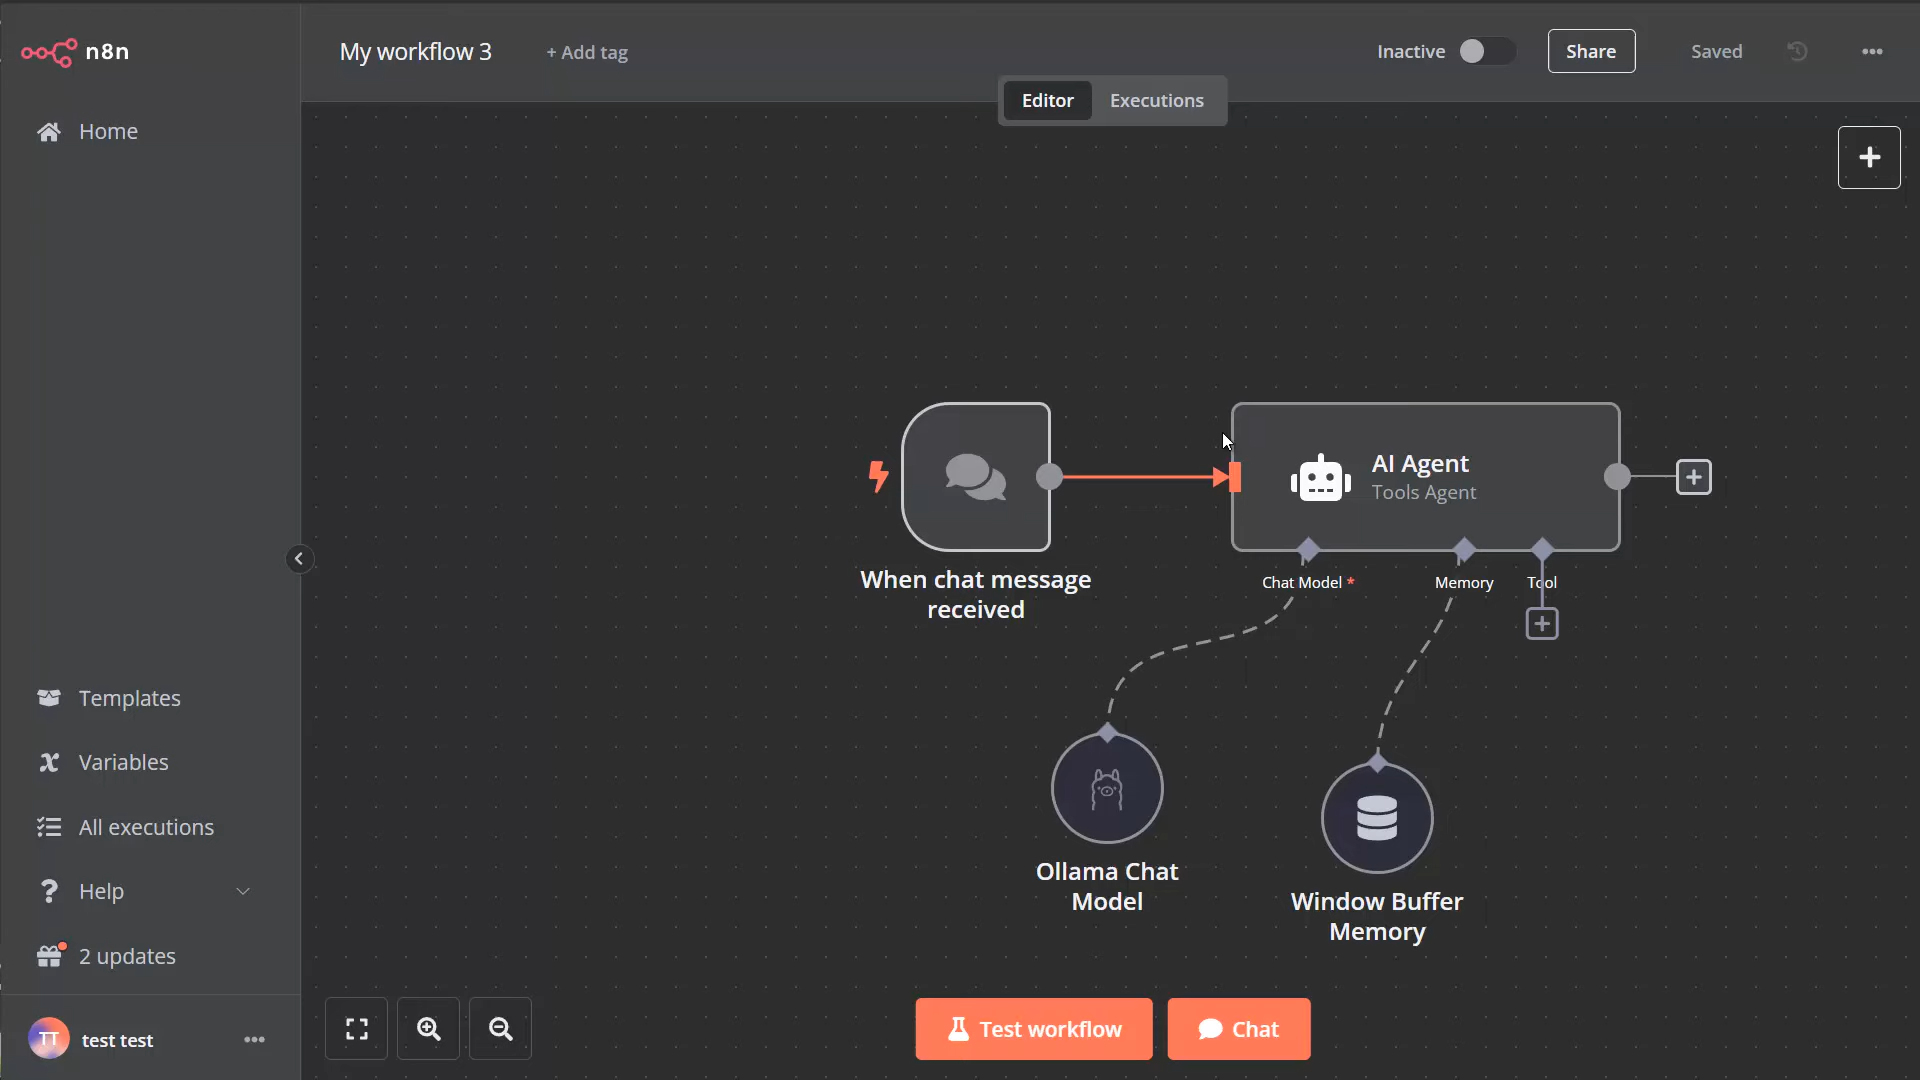 n8n
My workflow 3
+ Add tag
Inactive
Share
Saved
Editor
Executions
Home
AI Agent
Tools Agent
When chat message
received
Chat Model *
Memory
Tool
Templates
Variables
All executions
Help
2 updates
Ollama Chat
Model
Window Buffer
Memory
TT
test test
Test workflow
Chat